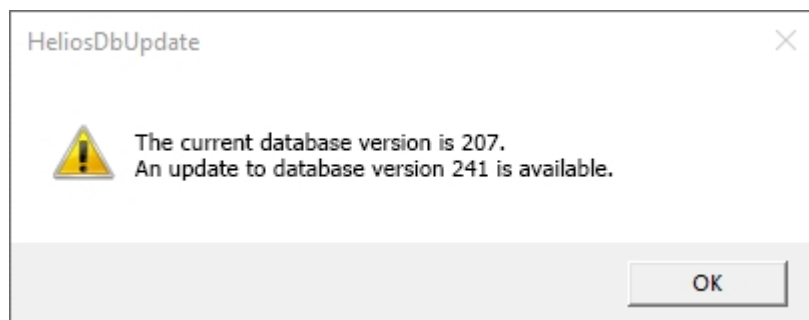 HeliosDbUpdate
The current database version is 207.
An update to database version 241 is available.
OK